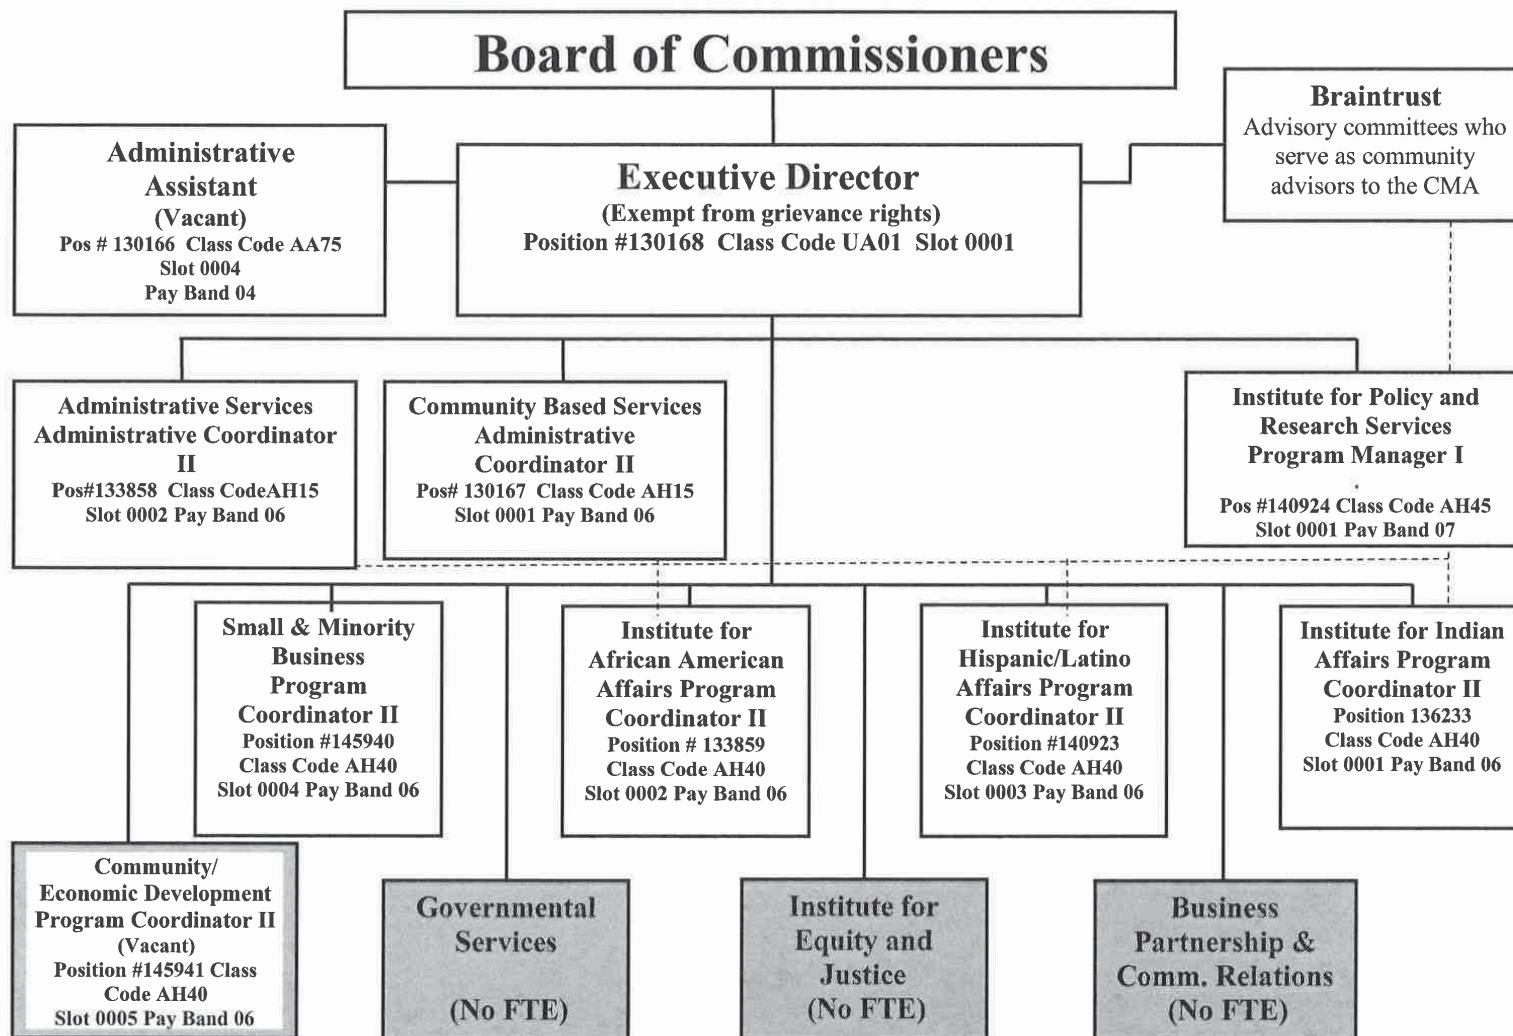 Board of Commissioners
Braintrust
Advisory committees who
serve as community
advisors to the CMA
Administrative
Assistant
(Vacant)
Pos # 130166 Class Code AA75
Slot 0004
Pay Band 04
Executive Director
(Exempt from grievance rights)
Position #130168 Class Code UA01 Slot 0001
Administrative Services
Administrative Coordinator
II
Pos#133858 Class CodeAH15
Slot 0002 Pay Band 06
Community Based Services
Administrative
Coordinator II
Pos# 130167 Class Code AH15
Slot 0001 Pay Band 06
Institute for Policy and
Research Services
Program Manager I
Pos #140924 Class Code AH45
Slot 0001 Pay Band 07
Small & Minority
Business
Program
Coordinator II
Position #145940
Class Code AH40
Slot 0004 Pay Band 06
Institute for
African American
Affairs Program
Coordinator II
Position # 133859
Class Code AH40
Slot 0002 Pay Band 06
Institute for
Hispanic/Latino
Affairs Program
Coordinator II
Position #140923
Class Code AH40
Slot 0003 Pay Band 06
Institute for Indian
Affairs Program
Coordinator II
Position 136233
Class Code AH40
Slot 0001 Pay Band 06
Community/
Economic Development
Program Coordinator II
(Vacant)
Position #145941 Class
Code AH40
Slot 0005 Pay Band 06
Governmental
Services
(No FTE)
Institute for
Equity and
Justice
(No FTE)
Business
Partnership &
Comm. Relations
(No FTE)